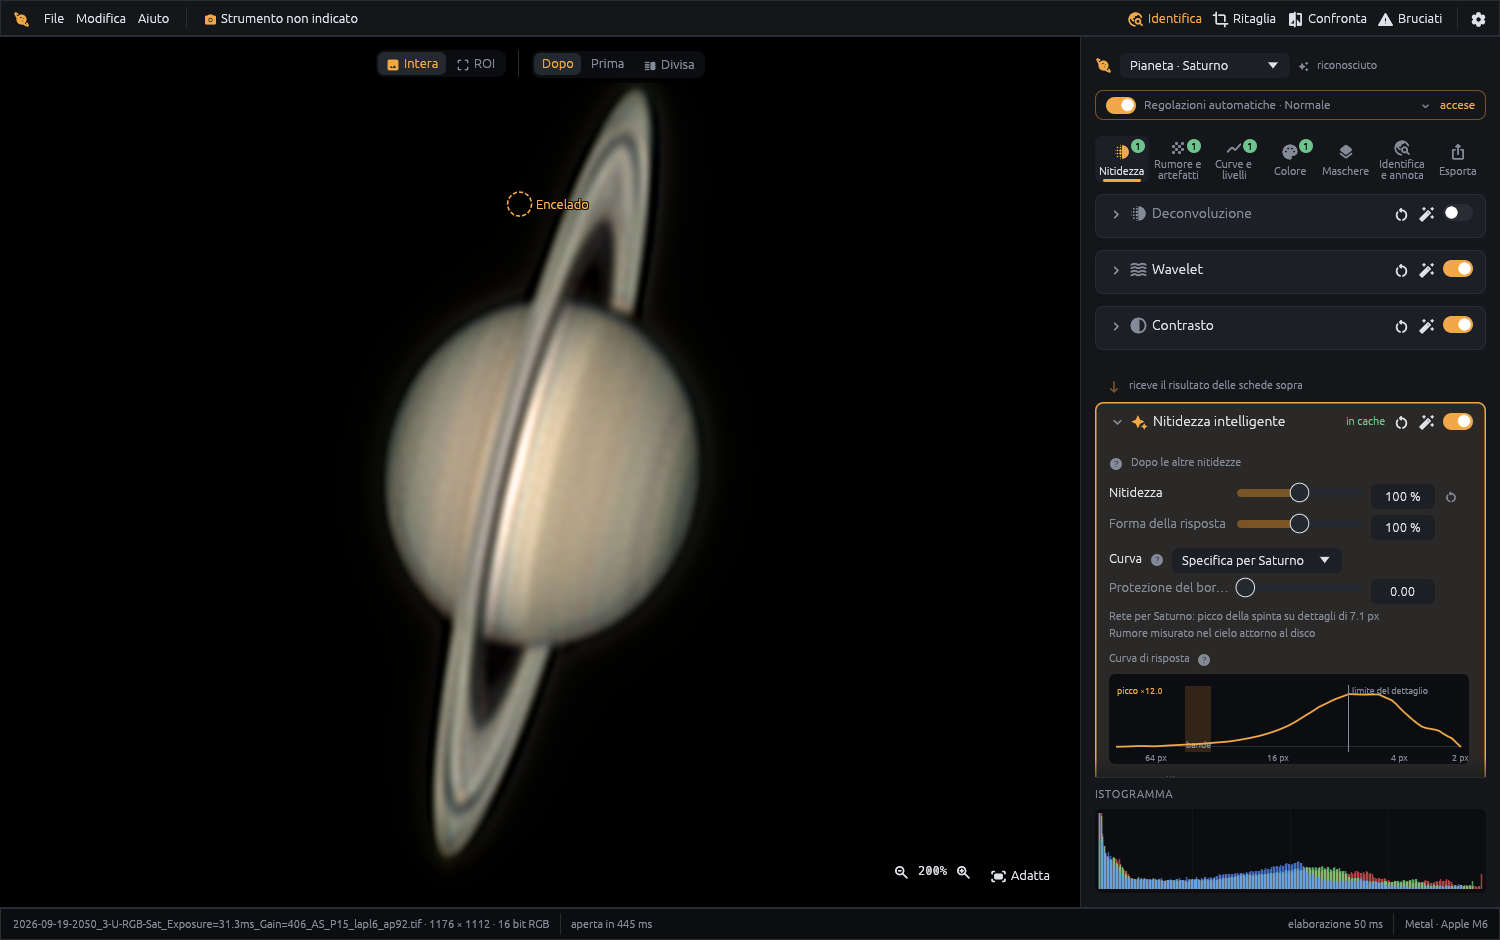 File Modifica Aiuto Strumento non indicato Identifica Ritaglia Confronta Bruciati
Intera ROI Dopo Prima Divisa
Encelado
200% Adatta
Pianeta · Saturno riconosciuto
Regolazioni automatiche · Normale accese
Nitidezza 1
Rumore e artefatti 1
Curve e livelli 1
Colore 1
Maschere
Identifica e annota
Esporta
Deconvoluzione
Wavelet
Contrasto
riceve il risultato delle schede sopra
Nitidezza intelligente in cache
? Dopo le altre nitidezze
Nitidezza 100 %
Forma della risposta 100 %
Curva ? Specifica per Saturno
Protezione del bor… 0.00
Rete per Saturno: picco della spinta su dettagli di 7.1 px
Rumore misurato nel cielo attorno al disco
Curva di risposta ?
picco ×12.0 limite del dettaglio
bande
64 px 16 px 4 px 2 px
ISTOGRAMMA
2026-09-19-2050_3-U-RGB-Sat_Exposure=31.3ms_Gain=406_AS_P15_lapl6_ap92.tif · 1176 × 1112 · 16 bit RGB aperta in 445 ms elaborazione 50 ms Metal · Apple M6